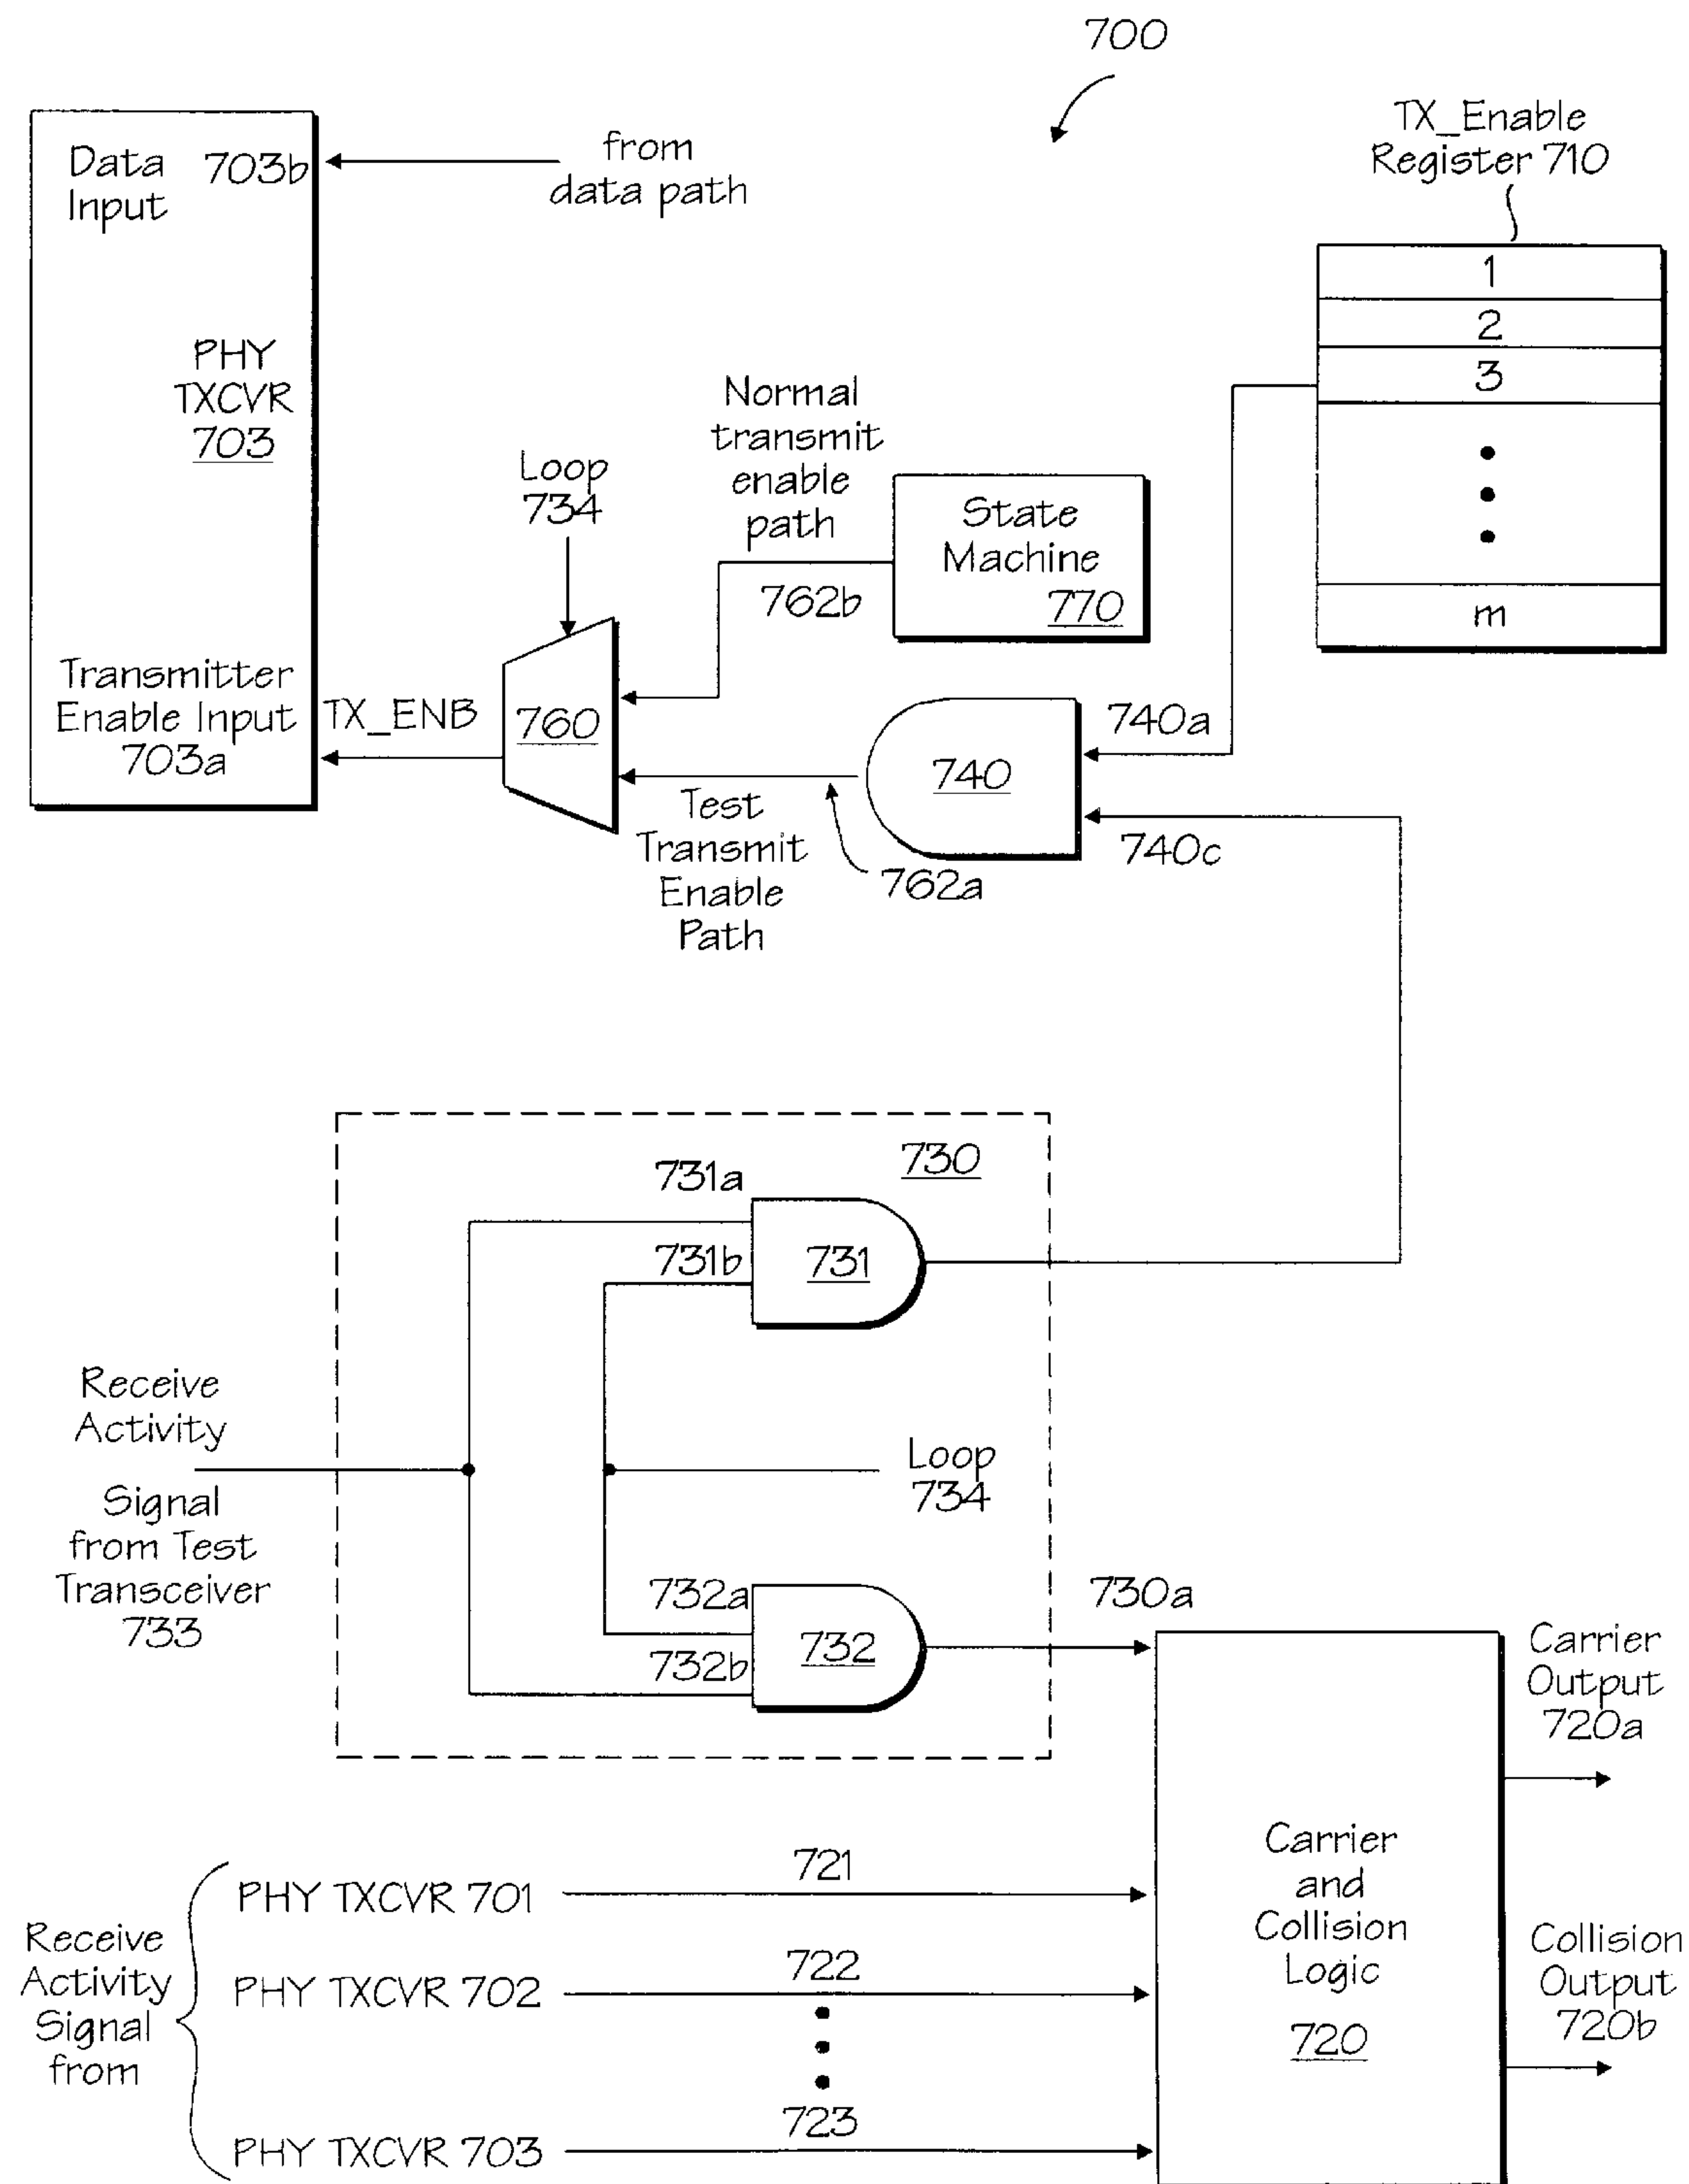 700
TX_Enable
Register 710
Data
Input
703b
from
data path
1
2
3
m
PHY
TXCVR
703
Loop
734
Normal
transmit
enable
path
762b
State
Machine
770
Transmitter
Enable Input
703a
TX_ENB
760
740
740a
740c
Test
Transmit
Enable
Path
762a
730
731a
731b
731
Receive
Activity
Signal
from Test
Transceiver
733
Loop
734
732a
732b
732
730a
Carrier
Output
720a
Carrier
and
Collision
Logic
720
Collision
Output
720b
Receive
Activity
Signal
from
PHY TXCVR 701
721
PHY TXCVR 702
722
PHY TXCVR 703
723